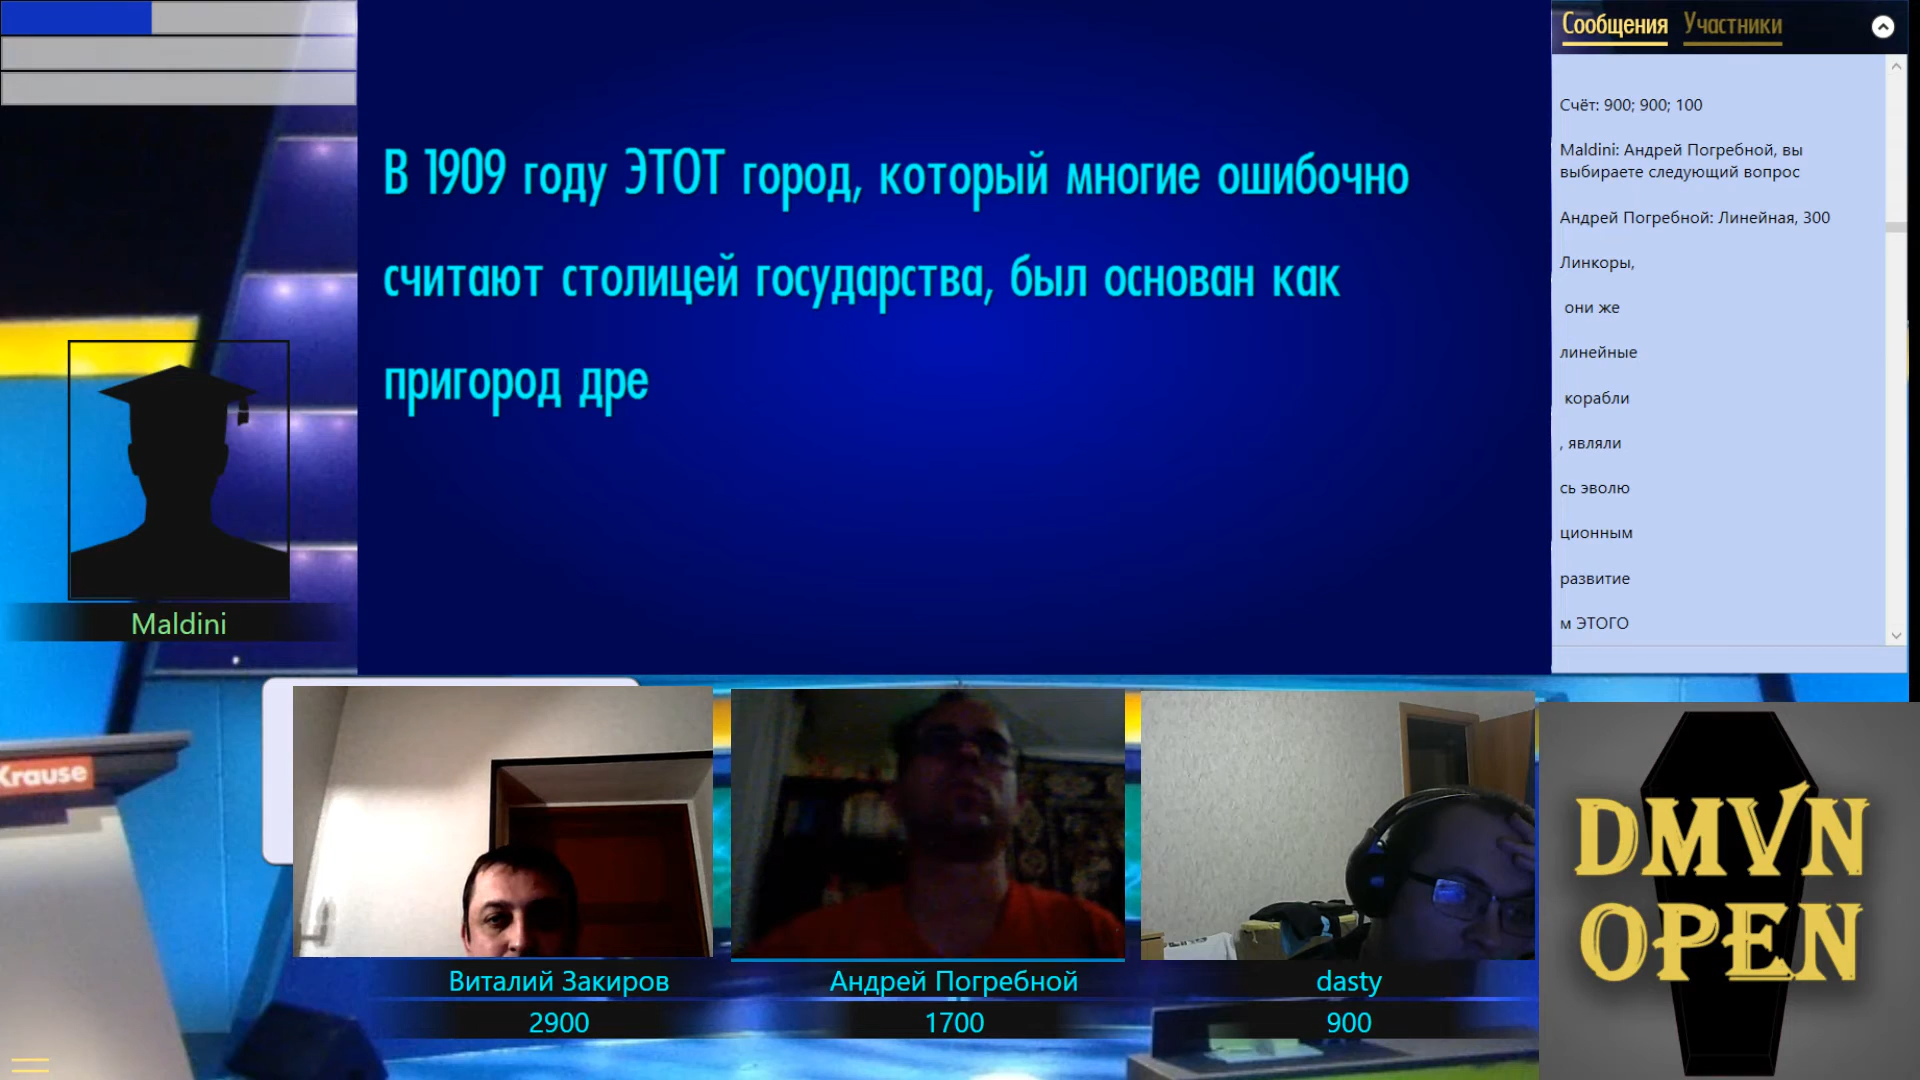 В 1909 году ЭТОТ город, который многие ошибочно
считают столицей государства, был основан как
пригород дре
Сообщения Участники
Счёт: 900; 900; 100
Maldini: Андрей Погребной, вы
выбираете следующий вопрос
Андрей Погребной: Линейная, 300
Линкоры,
они же
линейные
корабли
, являли
сь эволю
ционным
развитие
м ЭТОГО
Maldini
Krause
Виталий Закиров
2900
Андрей Погребной
1700
dasty
900
DMVN
OPEN